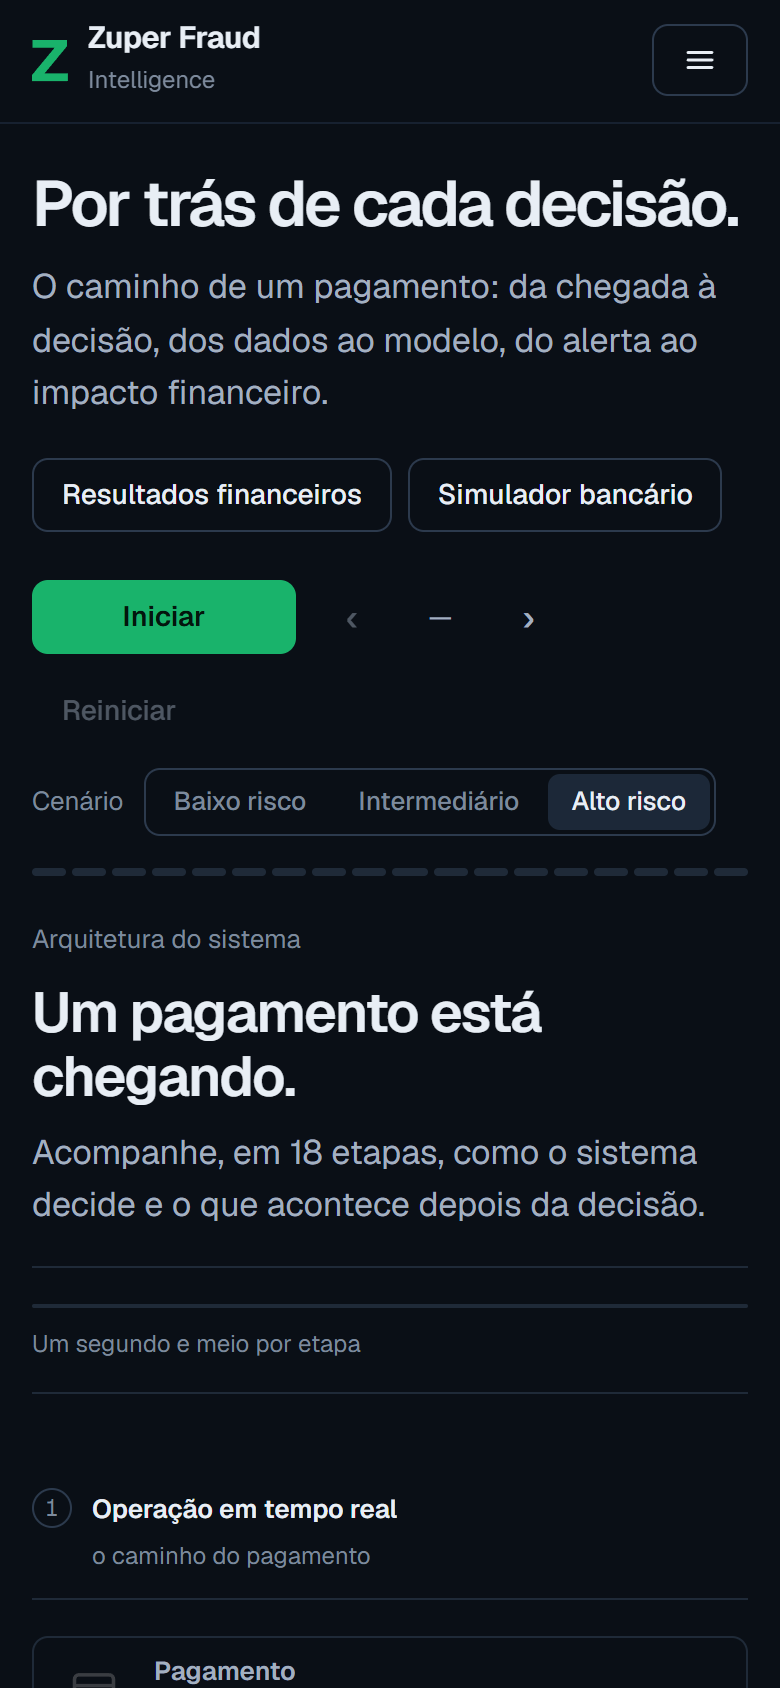 Z
Zuper Fraud
Intelligence
Por trás de cada decisão.
O caminho de um pagamento: da chegada à
decisão, dos dados ao modelo, do alerta ao
impacto financeiro.
Resultados financeiros
Simulador bancário
Iniciar
‹ — ›
Reiniciar
Cenário
Baixo risco
Intermediário
Alto risco
Arquitetura do sistema
Um pagamento está
chegando.
Acompanhe, em 18 etapas, como o sistema
decide e o que acontece depois da decisão.
Um segundo e meio por etapa
1 Operação em tempo real
o caminho do pagamento
Pagamento